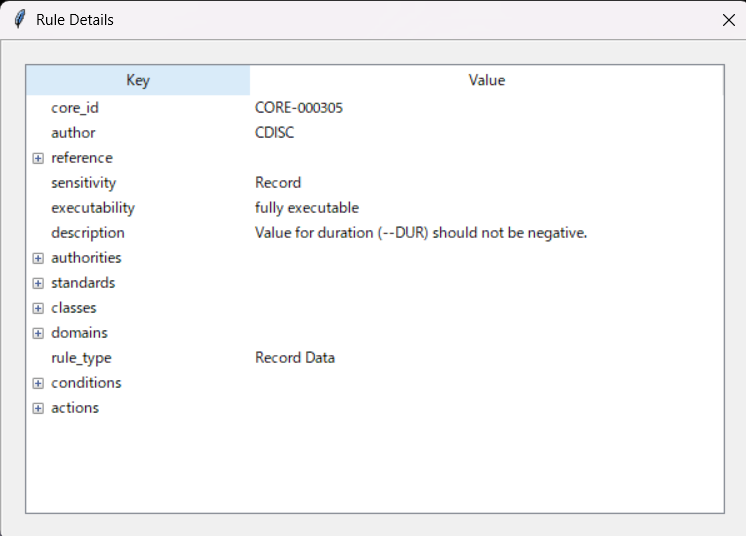 Rule Details
Key Value
core_id CORE-000305
author CDISC
reference
sensitivity Record
executability fully executable
description Value for duration (--DUR) should not be negative.
authorities
standards
classes
domains
rule_type Record Data
conditions
actions